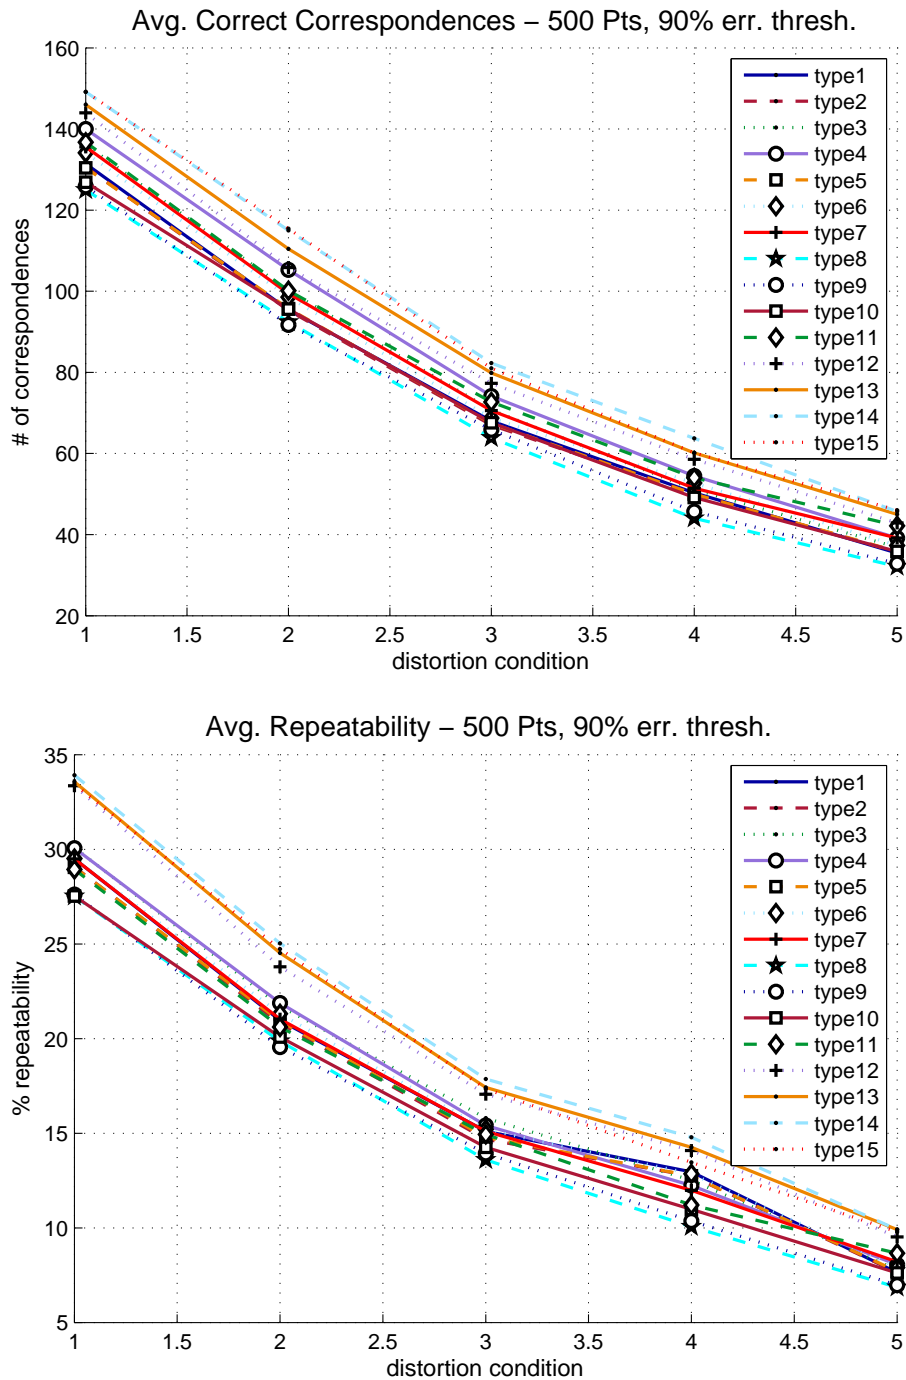 Avg. Correct Correspondences – 500 Pts, 90% err. thresh.
160
140
120
100
80
60
40
20
# of correspondences
type1
type2
type3
type4
type5
type6
type7
type8
type9
type10
type11
type12
type13
type14
type15
1 1.5 2 2.5 3 3.5 4 4.5 5
distortion condition
Avg. Repeatability – 500 Pts, 90% err. thresh.
35
30
25
20
15
10
5
% repeatability
type1
type2
type3
type4
type5
type6
type7
type8
type9
type10
type11
type12
type13
type14
type15
1 1.5 2 2.5 3 3.5 4 4.5 5
distortion condition